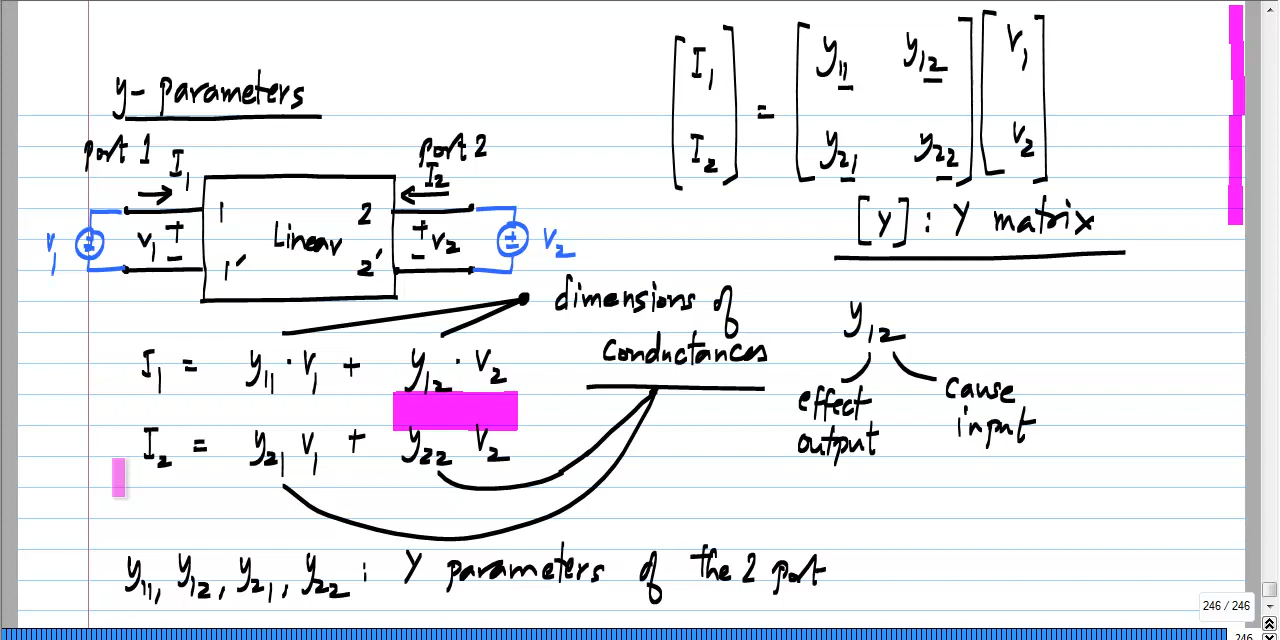 y-parameters
port 1
I1
port 2
I2
V1
V1 + −
1
1′
Linear
2
2′
+ − V2
V2
[I1 I2] = [y11 y12 y21 y22] [V1 V2]
[Y] : Y matrix
dimensions of
conductances
I1 = y11 · V1 + y12 · V2
I2 = y21 V1 + y22 V2
y12
effect
output
cause
input
y11, y12, y21, y22 : Y parameters of the 2 port
246 / 246
246